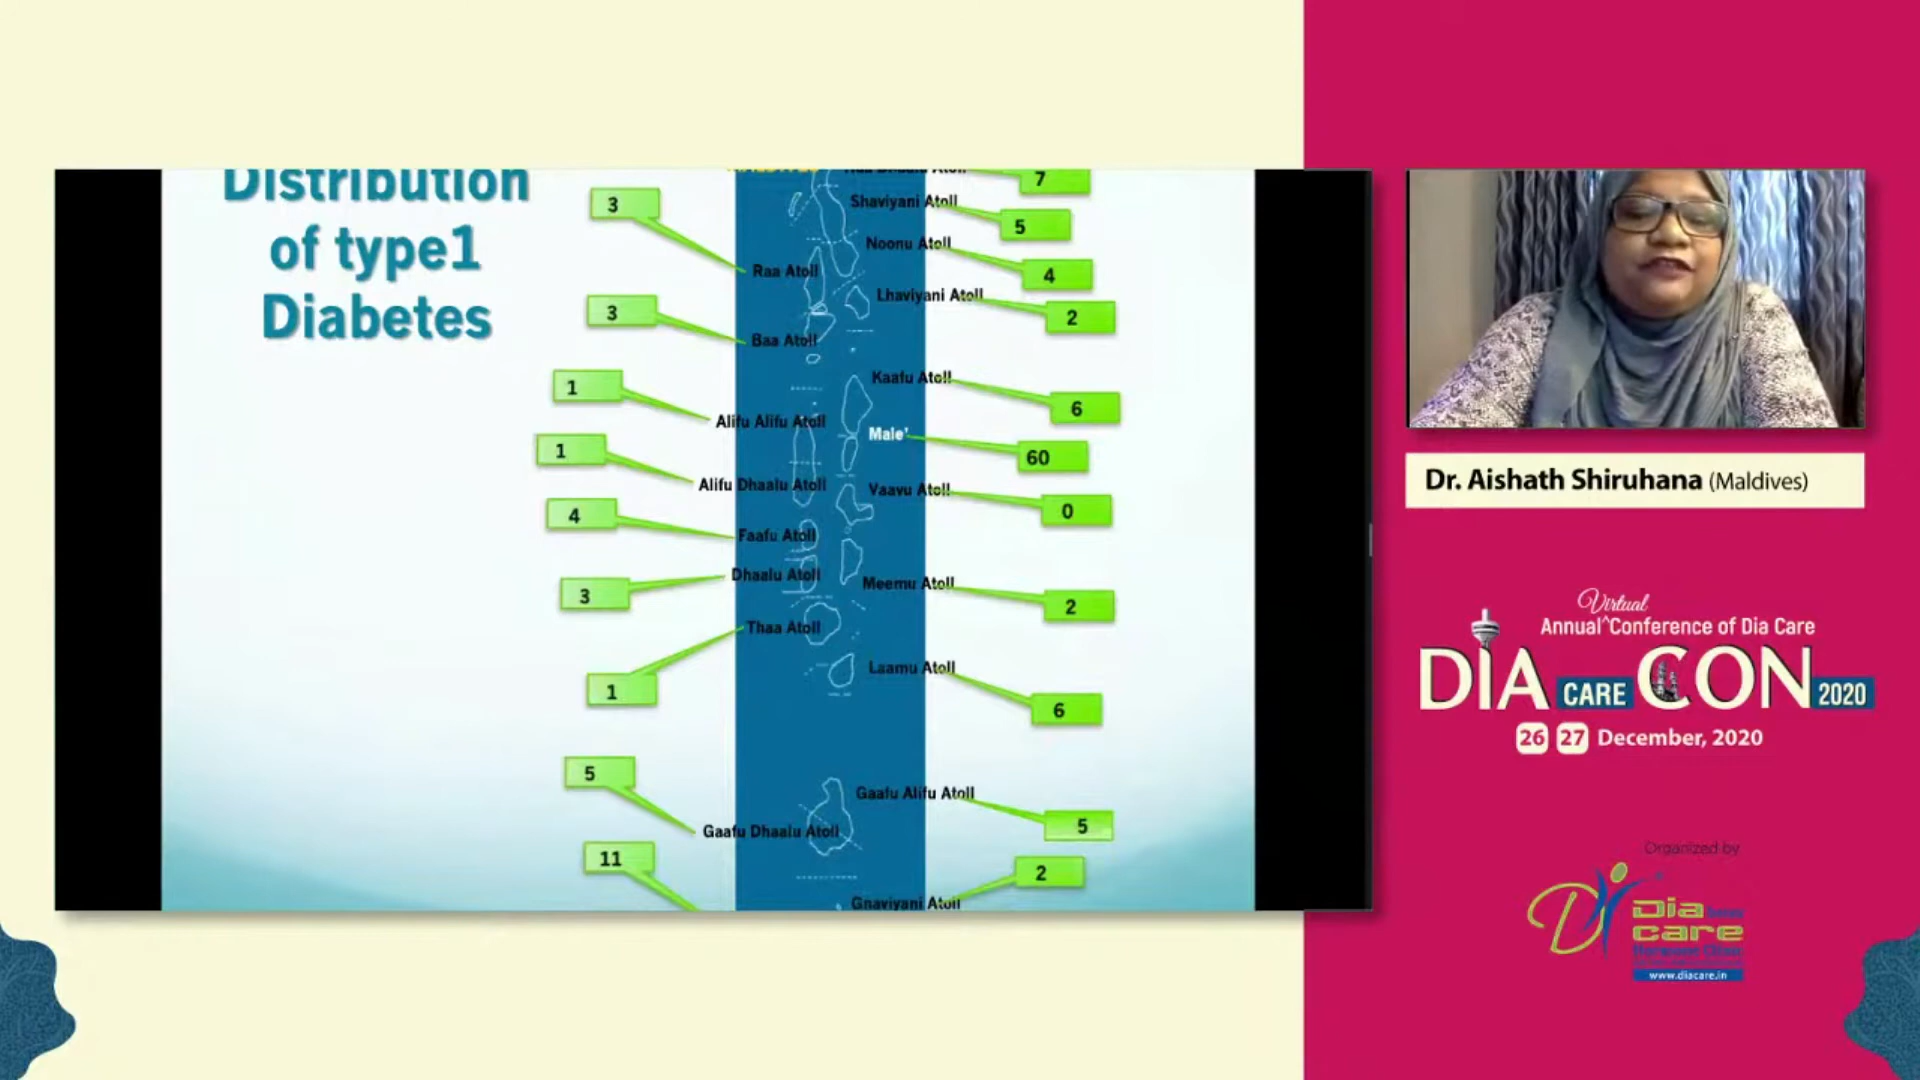 Distribution
of type1
Diabetes
3
Raa Atoll
3
Baa Atoll
1
Alifu Alifu Atoll
1
Alifu Dhaalu Atoll
4
Faafu Atoll
3
Dhaalu Atoll
Thaa Atoll
1
5
Gaafu Dhaalu Atoll
11
7
Shaviyani Atoll
5
Noonu Atoll
4
Lhaviyani Atoll
2
Kaafu Atoll
6
Male'
60
Vaavu Atoll
0
Meemu Atoll
2
Laamu Atoll
6
Gaafu Alifu Atoll
5
2
Gnaviyani Atoll
Dr. Aishath Shiruhana (Maldives)
Virtual
Annual^Conference of Dia Care
DIA CARE CON 2020
26 27 December, 2020
Organized by
Dia
care
www.diacare.in